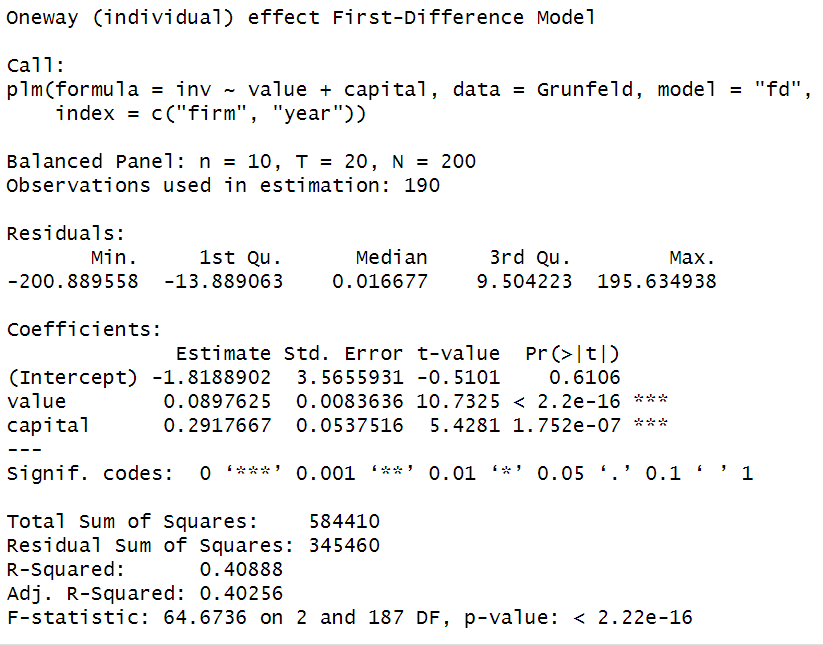 Oneway (individual) effect First-Difference Model
Call:
plm(formula = inv ~ value + capital, data = Grunfeld, model = "fd",
    index = c("firm", "year"))
Balanced Panel: n = 10, T = 20, N = 200
Observations used in estimation: 190
Residuals:
       Min.     1st Qu.      Median     3rd Qu.        Max.
-200.889558  -13.889063    0.016677    9.504223  195.634938
Coefficients:
              Estimate Std. Error t-value  Pr(>|t|)
(Intercept) -1.8188902  3.5655931 -0.5101    0.6106
value        0.0897625  0.0083636 10.7325 < 2.2e-16 ***
capital      0.2917667  0.0537516  5.4281 1.752e-07 ***
---
Signif. codes:  0 ‘***’ 0.001 ‘**’ 0.01 ‘*’ 0.05 ‘.’ 0.1 ‘ ’ 1
Total Sum of Squares:    584410
Residual Sum of Squares: 345460
R-Squared:      0.40888
Adj. R-Squared: 0.40256
F-statistic: 64.6736 on 2 and 187 DF, p-value: < 2.22e-16